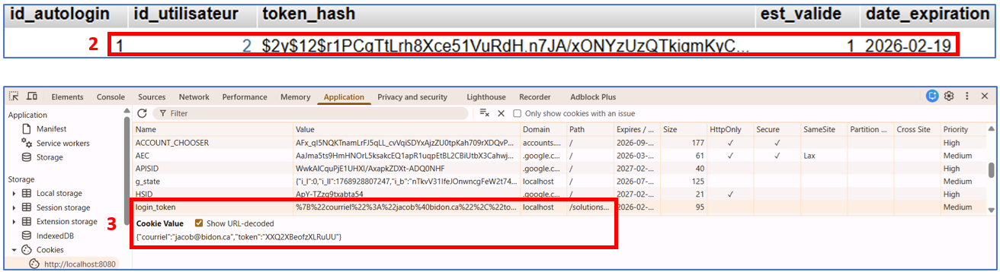 id_autologin id_utilisateur token_hash est_valide date_expiration
2 1 2 $2y$12$r1PCgTtLrh8Xce51VuRdH.n7JA/xONYzUzQTkigmKyC... 1 2026-02-19
Elements Console Sources Network Performance Memory Application Privacy and security Lighthouse Recorder Adblock Plus
Application
Manifest
Service workers
Storage
Storage
Local storage
Session storage
Extension storage
IndexedDB
Cookies
http://localhost:8080
Filter Only show cookies with an issue
Name Value Domain Path Expires / ... Size HttpOnly Secure SameSite Partition ... Cross Site Priority
ACCOUNT_CHOOSER AFx_qI5NQKTnamLrFJ5qLL_cvVqiSDYxAjzZU0tpKah709rXDQvP... accounts.... / 2026-09-... 177 ✓ ✓ High
AEC AaJma5ts9HmHNOrL5ksakcEQ1apR1uqpEtBL2CBiUtbX3Cahwj... .google.c... / 2026-03-... 61 ✓ ✓ Lax Medium
APISID WwkAICquPjE1UHXI/AxapkZDXt-ADQ0NHF .google.c... / 2027-02-... 40 High
g_state {"i_l":0,"i_ll":1768928807247,"i_b":"nTkvV31IfeJOnwncgFeW2t74... localhost / 2026-07-... 125 Medium
HSID ApY-TZzq9txabta54 .google.c... / 2027-02-... 21 ✓ High
login_token %7B%22courriel%22%3A%22jacob%40bidon.ca%22%2C%22to... localhost /solutions... 2026-02-... 95 Medium
3
Cookie Value Show URL-decoded
{"courriel":"jacob@bidon.ca","token":"XXQ2XBeofzXLRuUU"}